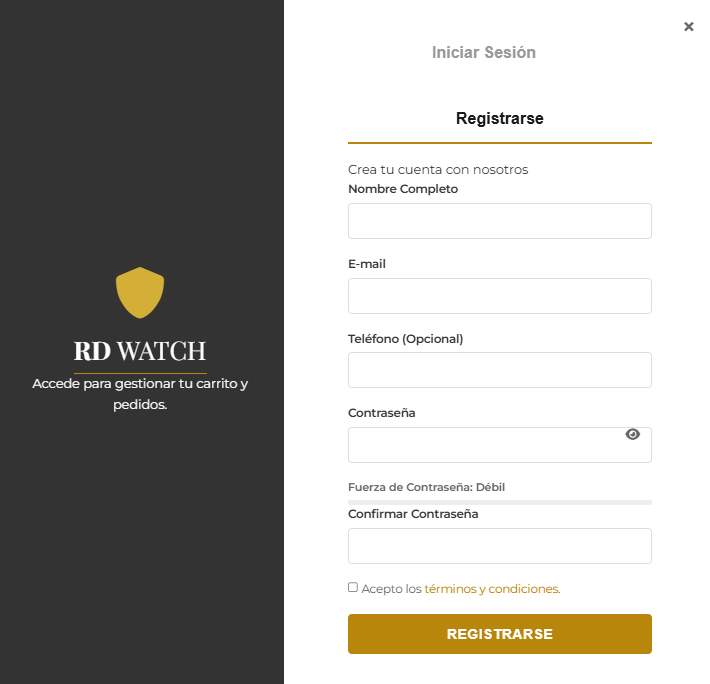 RD WATCH
Accede para gestionar tu carrito y
pedidos.
×
Iniciar Sesión
Registrarse
Crea tu cuenta con nosotros
Nombre Completo
E-mail
Teléfono (Opcional)
Contraseña
Fuerza de Contraseña: Débil
Confirmar Contraseña
Acepto los términos y condiciones.
REGISTRARSE